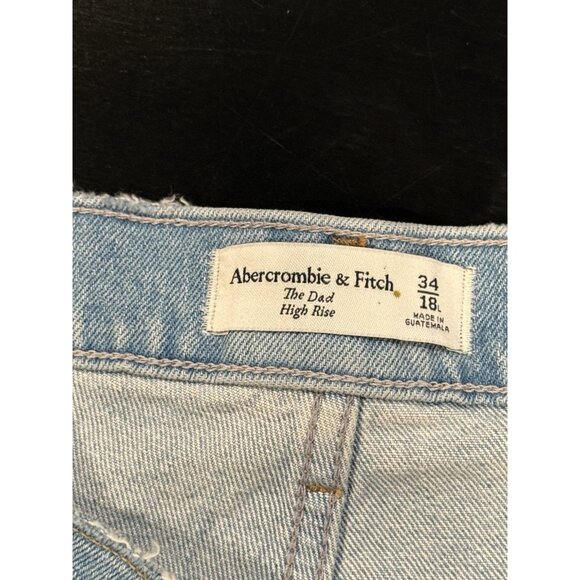 Abercrombie & Fitch
The Dad
High Rise
34
18L
MADE IN
GUATEMALA